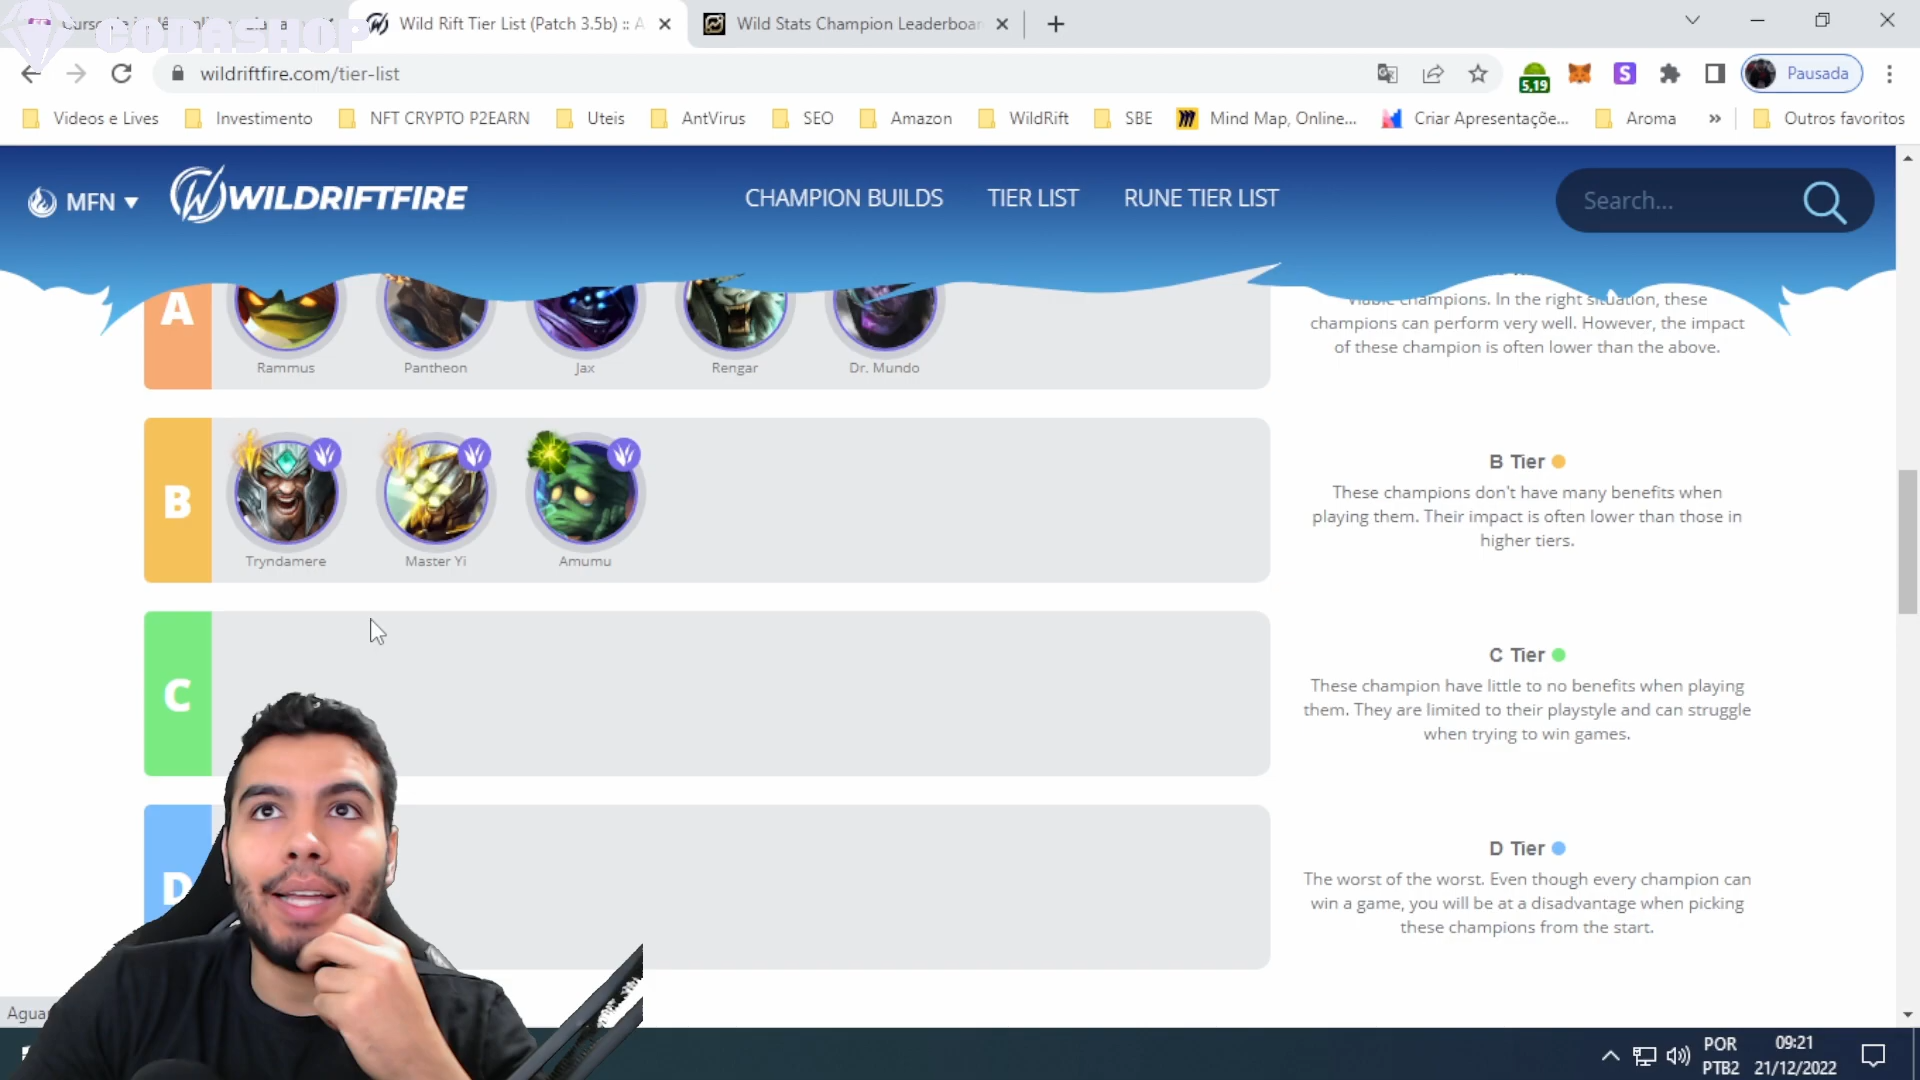 GODASHOP
Wild Rift Tier List (Patch 3.5b) :: A
Wild Stats Champion Leaderboar
wildriftfire.com/tier-list
5,19
S
Pausada
Videos e Lives
Investimento
NFT CRYPTO P2EARN
Uteis
AntVirus
SEO
Amazon
WildRift
SBE
Mind Map, Online...
Criar Apresentaçõe...
Aroma
»
Outros favoritos
MFN
WILDRIFTFIRE
CHAMPION BUILDS
TIER LIST
RUNE TIER LIST
Search...
A
Rammus
Pantheon
Jax
Rengar
Dr. Mundo
Viable champions. In the right situation, these
champions can perform very well. However, the impact
of these champion is often lower than the above.
B
Tryndamere
Master Yi
Amumu
B Tier
These champions don't have many benefits when
playing them. Their impact is often lower than those in
higher tiers.
C
C Tier
These champion have little to no benefits when playing
them. They are limited to their playstyle and can struggle
when trying to win games.
D
D Tier
The worst of the worst. Even though every champion can
win a game, you will be at a disadvantage when picking
these champions from the start.
POR
PTB2
09:21
21/12/2022